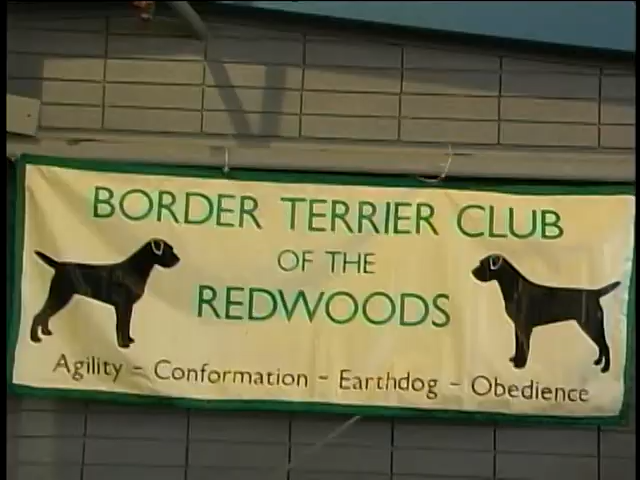 BORDER TERRIER CLUB
OF THE
REDWOODS
Agility - Conformation - Earthdog - Obedience